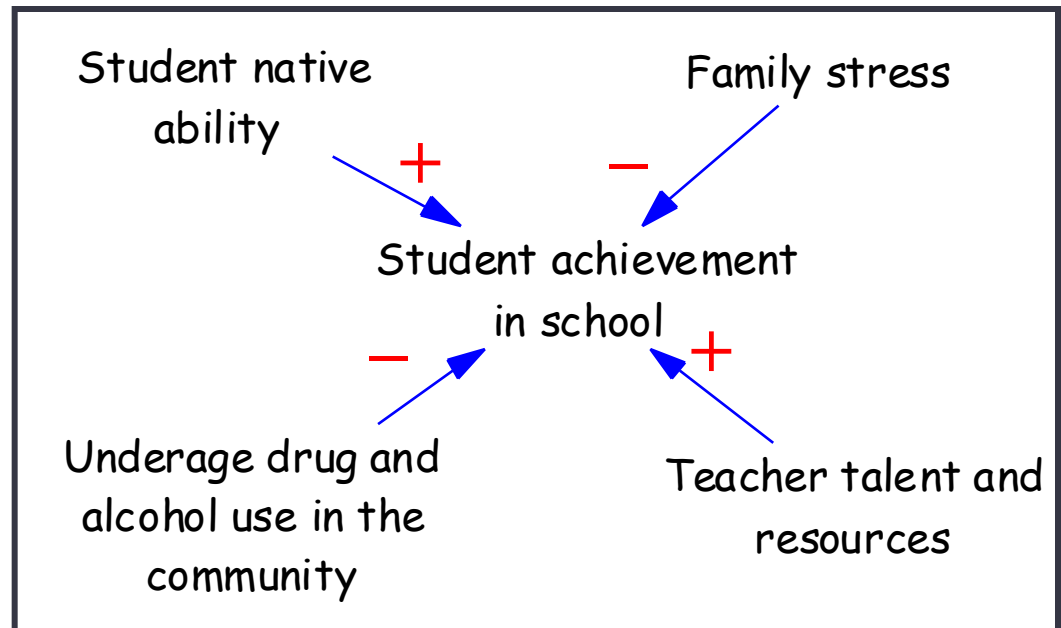 Student native
ability
Family stress
+
−
Student achievement
in school
−
+
Underage drug and
alcohol use in the
community
Teacher talent and
resources